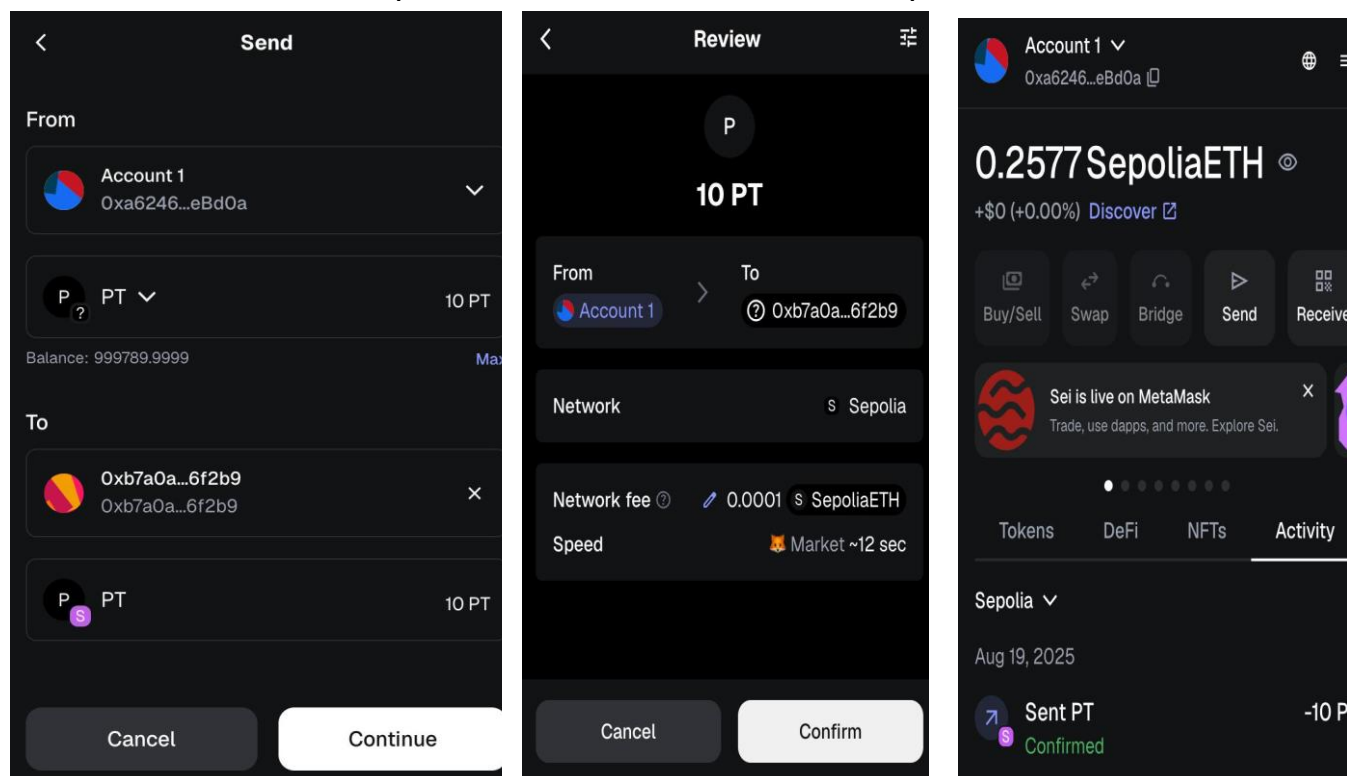 Send
From
Account 1
0xa6246...eBd0a
P
?
PT
10 PT
Balance: 999789.9999
Max
To
0xb7a0a...6f2b9
0xb7a0a...6f2b9
P
S
PT
10 PT
Cancel
Continue
Review
P
10 PT
From
To
Account 1
? 0xb7a0a...6f2b9
Network
S Sepolia
Network fee ? 0.0001 S SepoliaETH
Speed
Market ~12 sec
Cancel
Confirm
Account 1
0xa6246...eBd0a
0.2577 SepoliaETH
+$0 (+0.00%) Discover
Buy/Sell Swap Bridge Send Receive
Sei is live on MetaMask
Trade, use dapps, and more. Explore Sei.
Tokens DeFi NFTs Activity
Sepolia
Aug 19, 2025
Sent PT -10 P
S
Confirmed